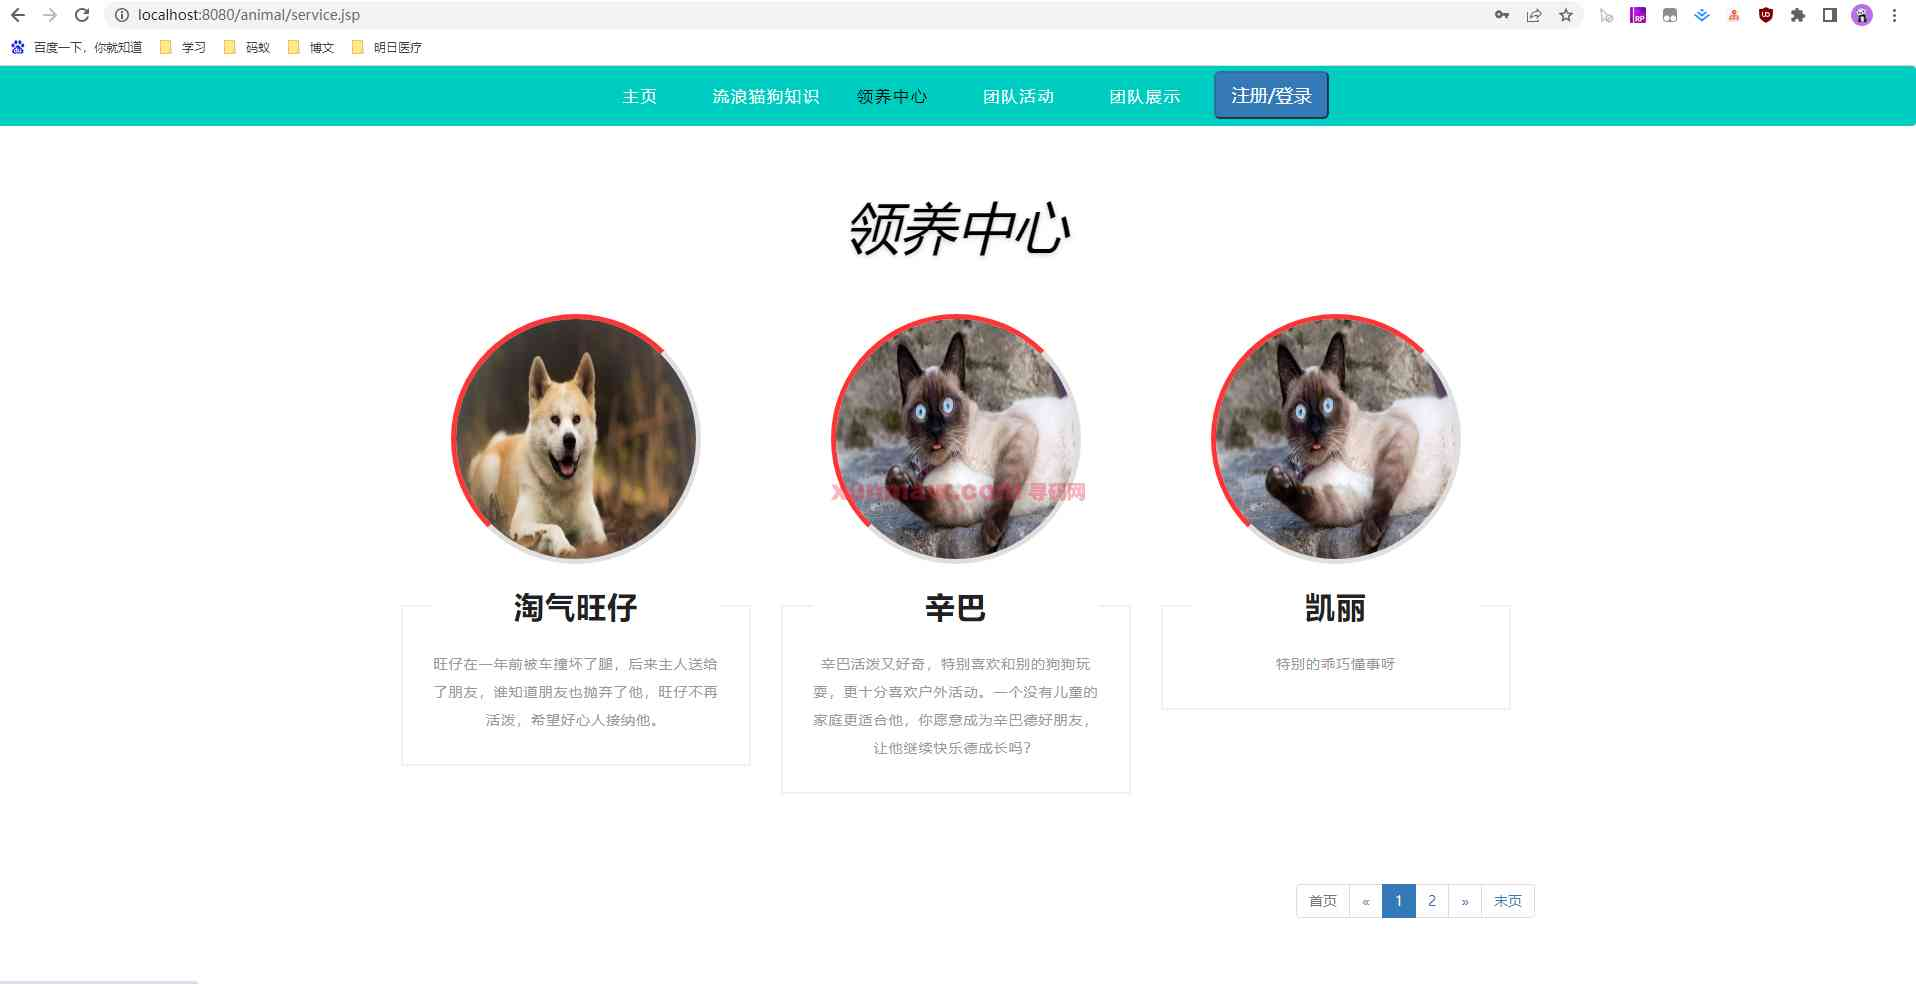 localhost:8080/animal/service.jsp
百度一下，你就知道 学习 码蚁 博文 明日医疗
主页 流浪猫狗知识 领养中心 团队活动 团队展示 注册/登录
领养中心
xunmaw.com 寻码网
淘气旺仔
旺仔在一年前被车撞坏了腿，后来主人送给
了朋友，谁知道朋友也抛弃了他，旺仔不再
活泼，希望好心人接纳他。
辛巴
辛巴活泼又好奇，特别喜欢和别的狗狗玩
耍，更十分喜欢户外活动。一个没有儿童的
家庭更适合他，你愿意成为辛巴德好朋友，
让他继续快乐德成长吗？
凯丽
特别的乖巧懂事呀
首页 « 1 2 » 末页